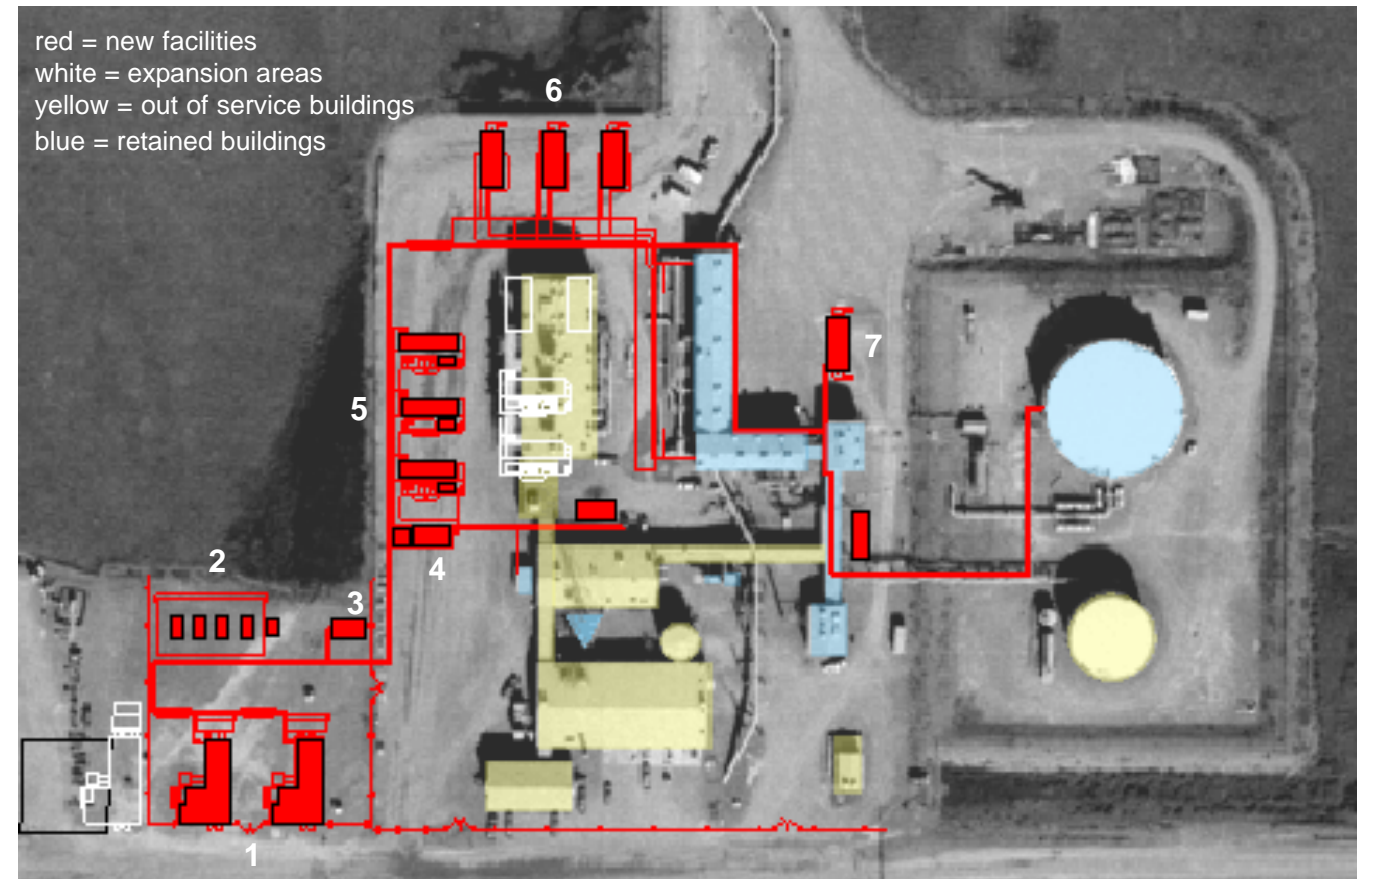 red = new facilities
white = expansion areas
yellow = out of service buildings
blue = retained buildings
6
7
5
4
2
3
1